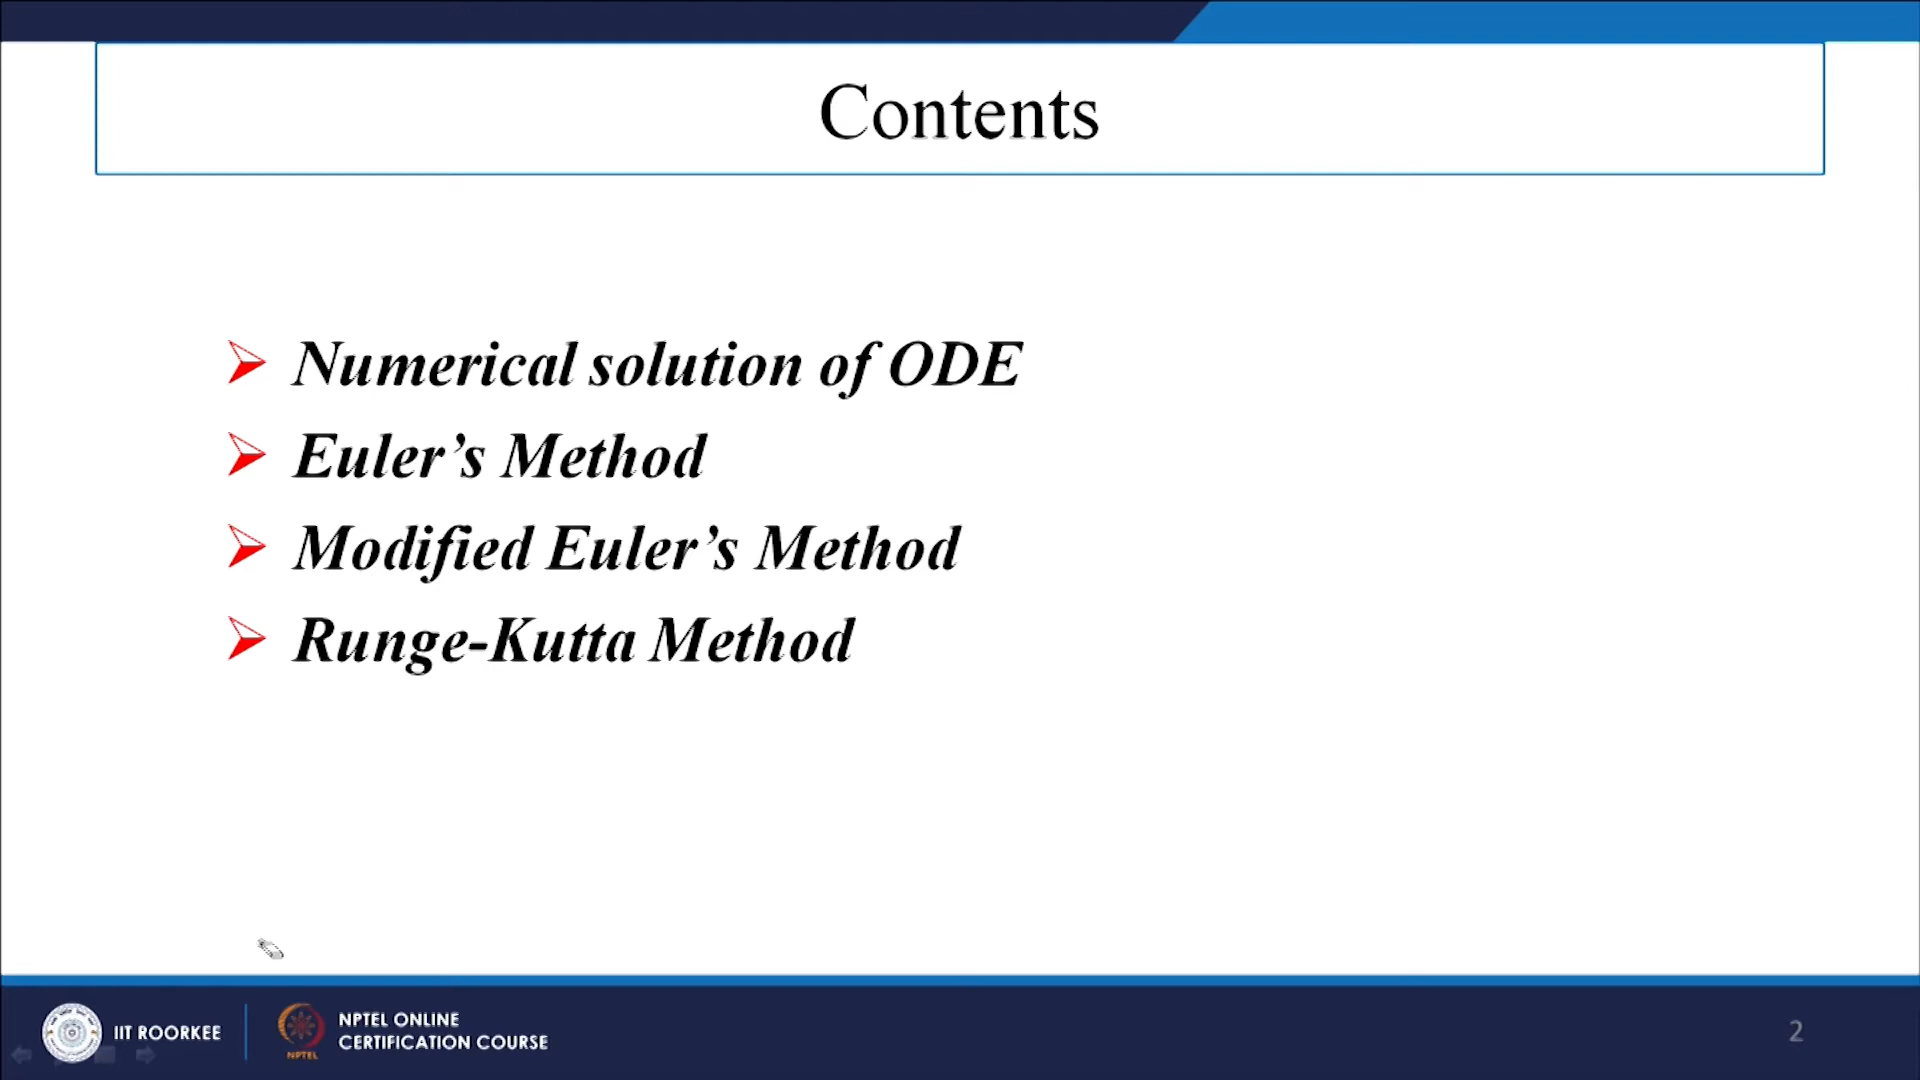 Contents
Numerical solution of ODE
Euler’s Method
Modified Euler’s Method
Runge-Kutta Method
IIT ROORKEE
NPTEL
NPTEL ONLINE
CERTIFICATION COURSE
2